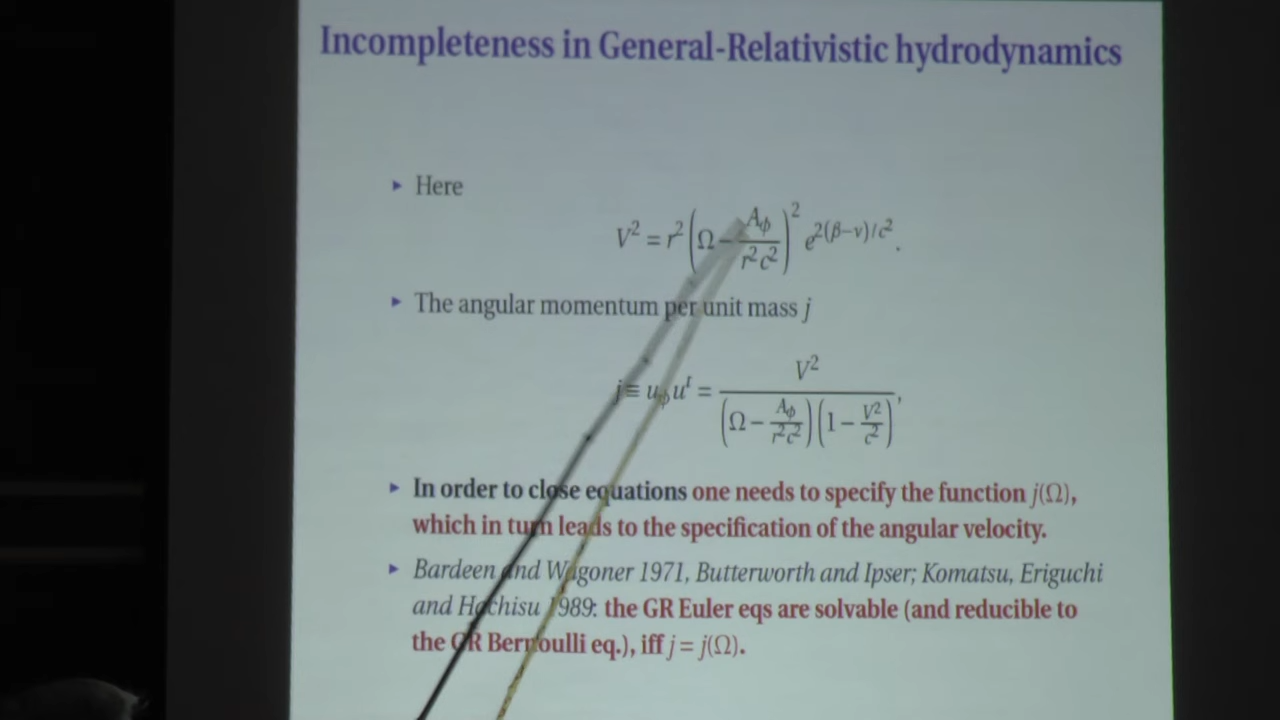 Incompleteness in General-Relativistic hydrodynamics
▸ Here
V² = r² (Ω − A_ϕ / r²c²)² e^{2(β−ν)/c²}.
▸ The angular momentum per unit mass j
j ≡ u_ϕ u^t = V² / ((Ω − A_ϕ / r²c²)(1 − V²/c²)),
▸ In order to close equations one needs to specify the function j(Ω),
which in turn leads to the specification of the angular velocity.
▸ Bardeen and Wagoner 1971, Butterworth and Ipser; Komatsu, Eriguchi
and Hachisu 1989: the GR Euler eqs are solvable (and reducible to
the GR Bernoulli eq.), iff j = j(Ω).